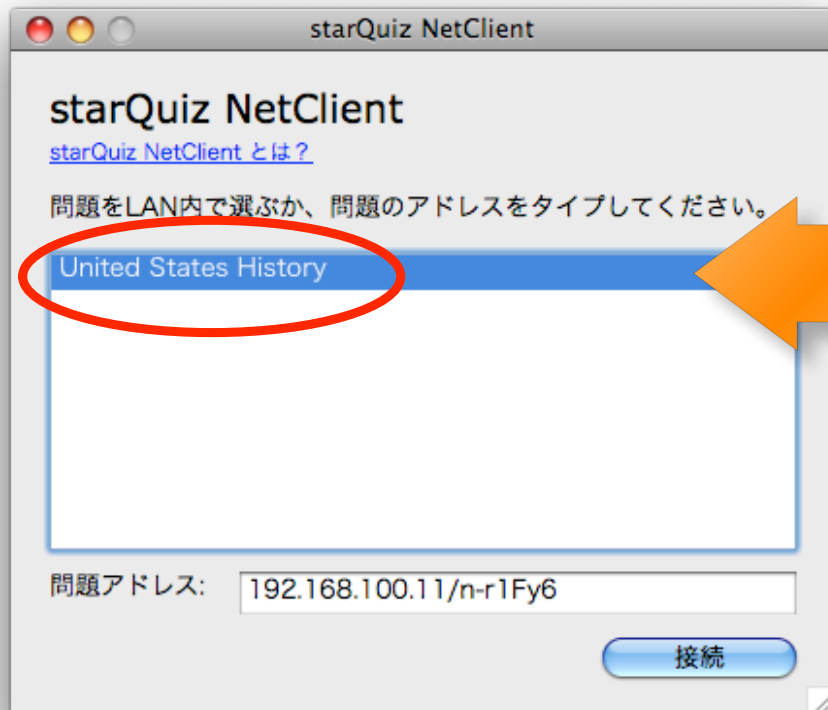 starQuiz NetClient
starQuiz NetClient
starQuiz NetClient とは？
問題をLAN内で選ぶか、問題のアドレスをタイプしてください。
United States History
問題アドレス: 192.168.100.11/n-r1Fy6
接続